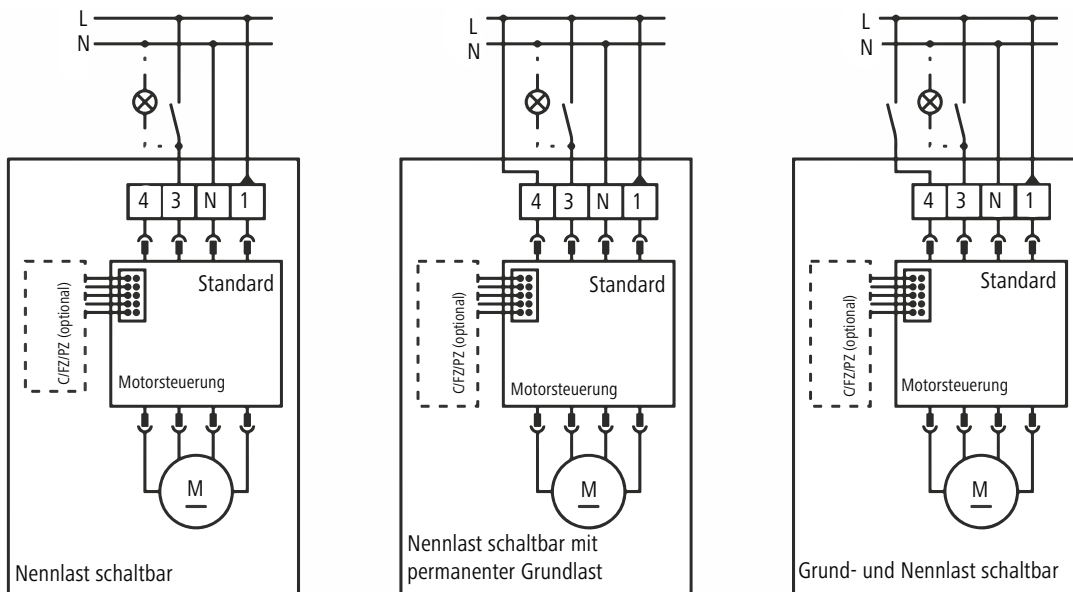 L
N
4 3 N 1
Standard
C/FZ/PZ (optional)
Motorsteuerung
M
Nennlast schaltbar
L
N
4 3 N 1
Standard
C/FZ/PZ (optional)
Motorsteuerung
M
Nennlast schaltbar mit
permanenter Grundlast
L
N
4 3 N 1
Standard
C/FZ/PZ (optional)
Motorsteuerung
M
Grund- und Nennlast schaltbar